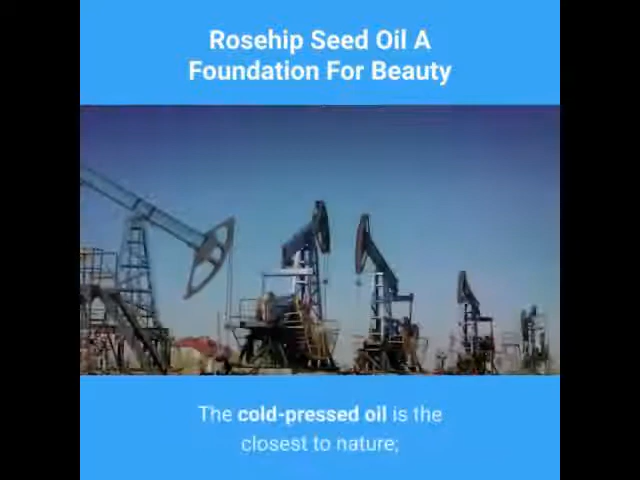 Rosehip Seed Oil A
Foundation For Beauty
The cold-pressed oil is the
closest to nature;